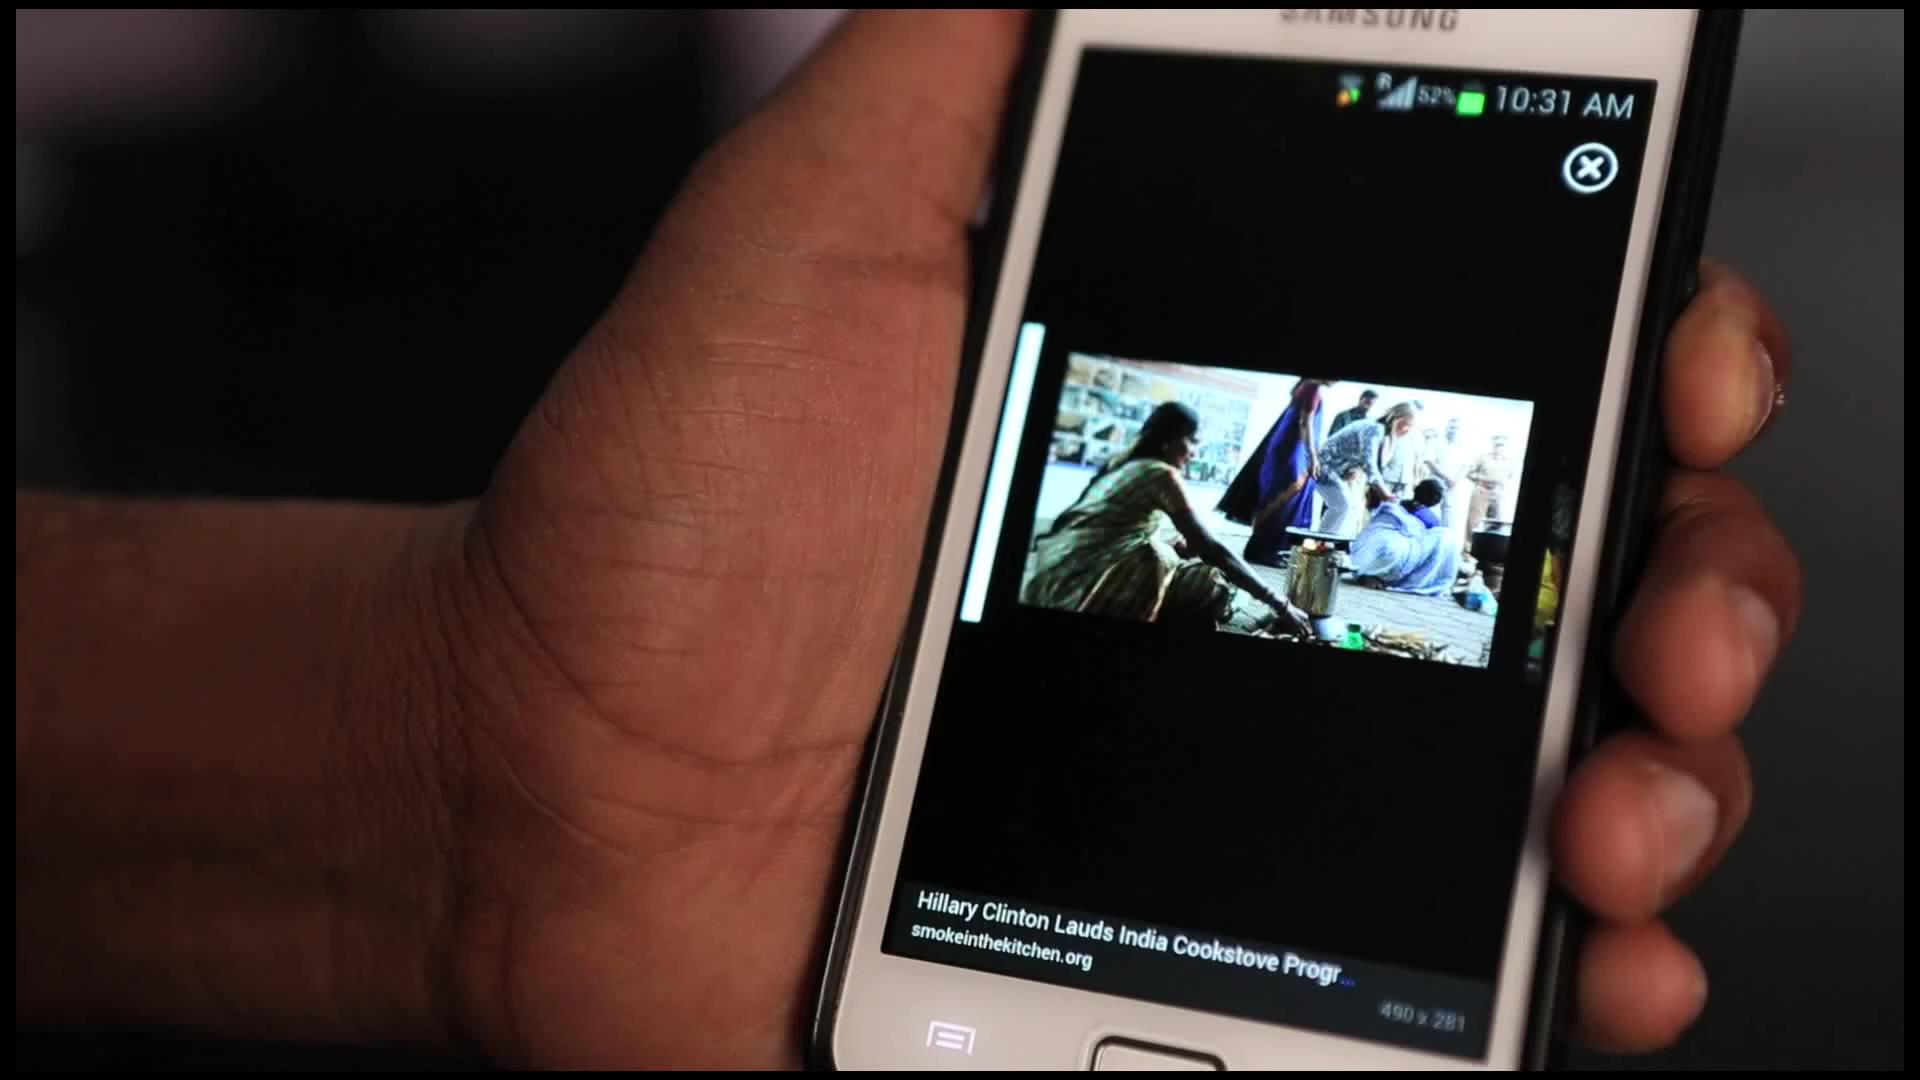 SAMSUNG
R 52% 10:31 AM
Hillary Clinton Lauds India Cookstove Progr...
smokeinthekitchen.org
490 x 281